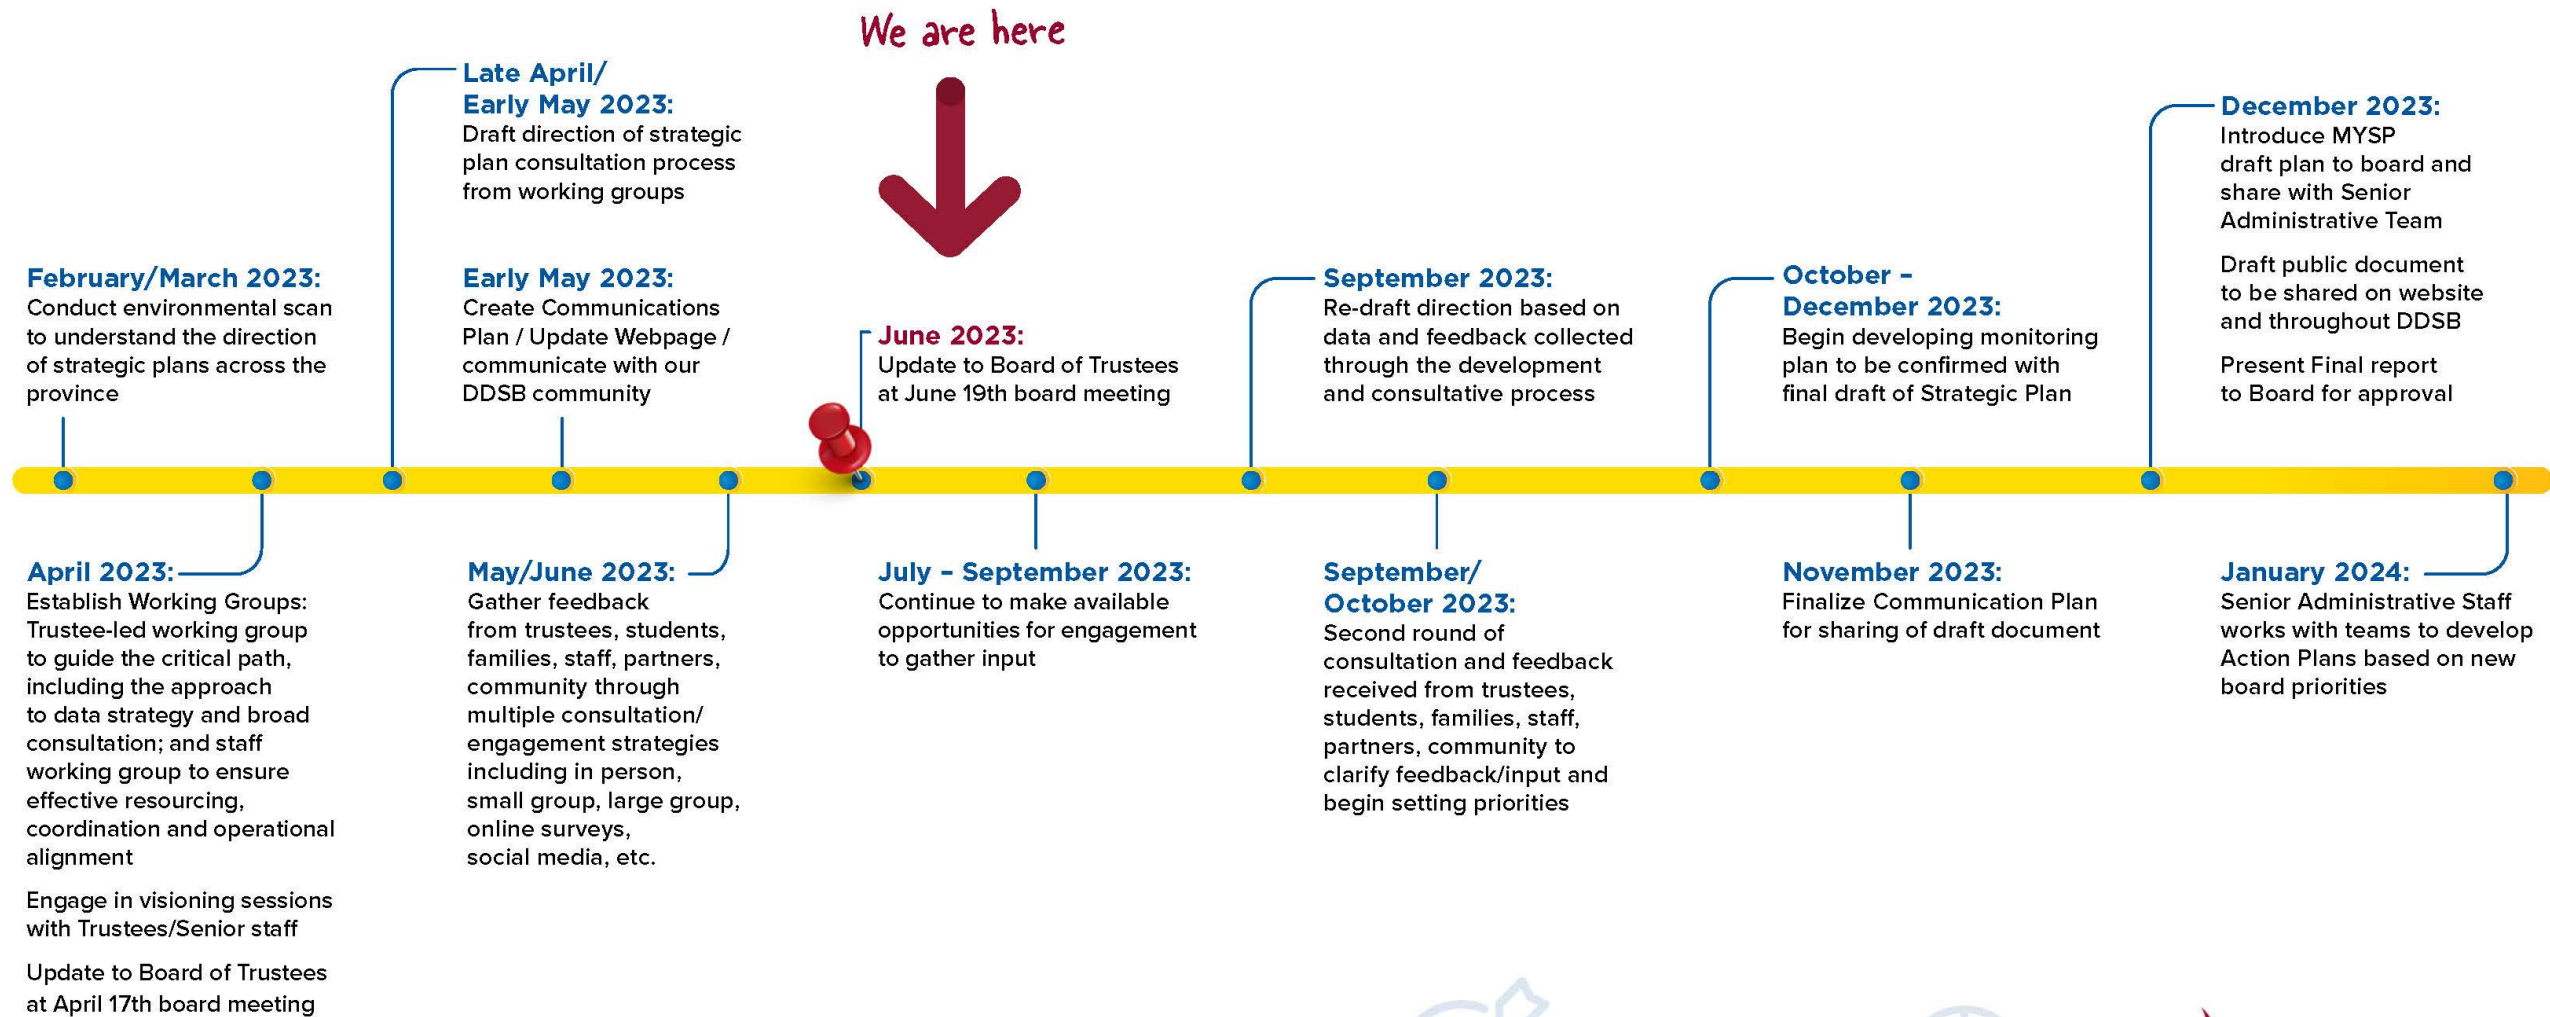 We are here
Late April/
Early May 2023:
Draft direction of strategic
plan consultation process
from working groups
December 2023:
Introduce MYSP
draft plan to board and
share with Senior
Administrative Team
Draft public document
to be shared on website
and throughout DDSB
Present Final report
to Board for approval
February/March 2023:
Conduct environmental scan
to understand the direction
of strategic plans across the
province
Early May 2023:
Create Communications
Plan / Update Webpage /
communicate with our
DDSB community
June 2023:
Update to Board of Trustees
at June 19th board meeting
September 2023:
Re-draft direction based on
data and feedback collected
through the development
and consultative process
October –
December 2023:
Begin developing monitoring
plan to be confirmed with
final draft of Strategic Plan
April 2023:
Establish Working Groups:
Trustee-led working group
to guide the critical path,
including the approach
to data strategy and broad
consultation; and staff
working group to ensure
effective resourcing,
coordination and operational
alignment
Engage in visioning sessions
with Trustees/Senior staff
Update to Board of Trustees
at April 17th board meeting
May/June 2023:
Gather feedback
from trustees, students,
families, staff, partners,
community through
multiple consultation/
engagement strategies
including in person,
small group, large group,
online surveys,
social media, etc.
July – September 2023:
Continue to make available
opportunities for engagement
to gather input
September/
October 2023:
Second round of
consultation and feedback
received from trustees,
students, families, staff,
partners, community to
clarify feedback/input and
begin setting priorities
November 2023:
Finalize Communication Plan
for sharing of draft document
January 2024:
Senior Administrative Staff
works with teams to develop
Action Plans based on new
board priorities